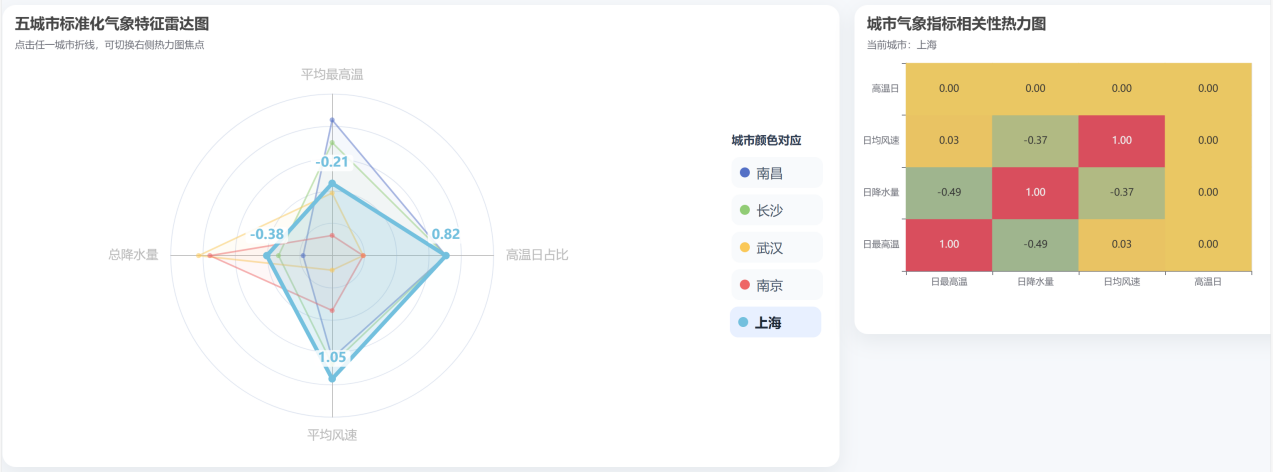 五城市标准化气象特征雷达图
点击任一城市折线，可切换右侧热力图焦点
平均最高温
-0.21
-0.38
0.82
总降水量
高温日占比
1.05
平均风速
城市颜色对应
南昌
长沙
武汉
南京
上海
城市气象指标相关性热力图
当前城市：上海
高温日 0.00 0.00 0.00 0.00
日均风速 0.03 -0.37 1.00 0.00
日降水量 -0.49 1.00 -0.37 0.00
日最高温 1.00 -0.49 0.03 0.00
日最高温 日降水量 日均风速 高温日